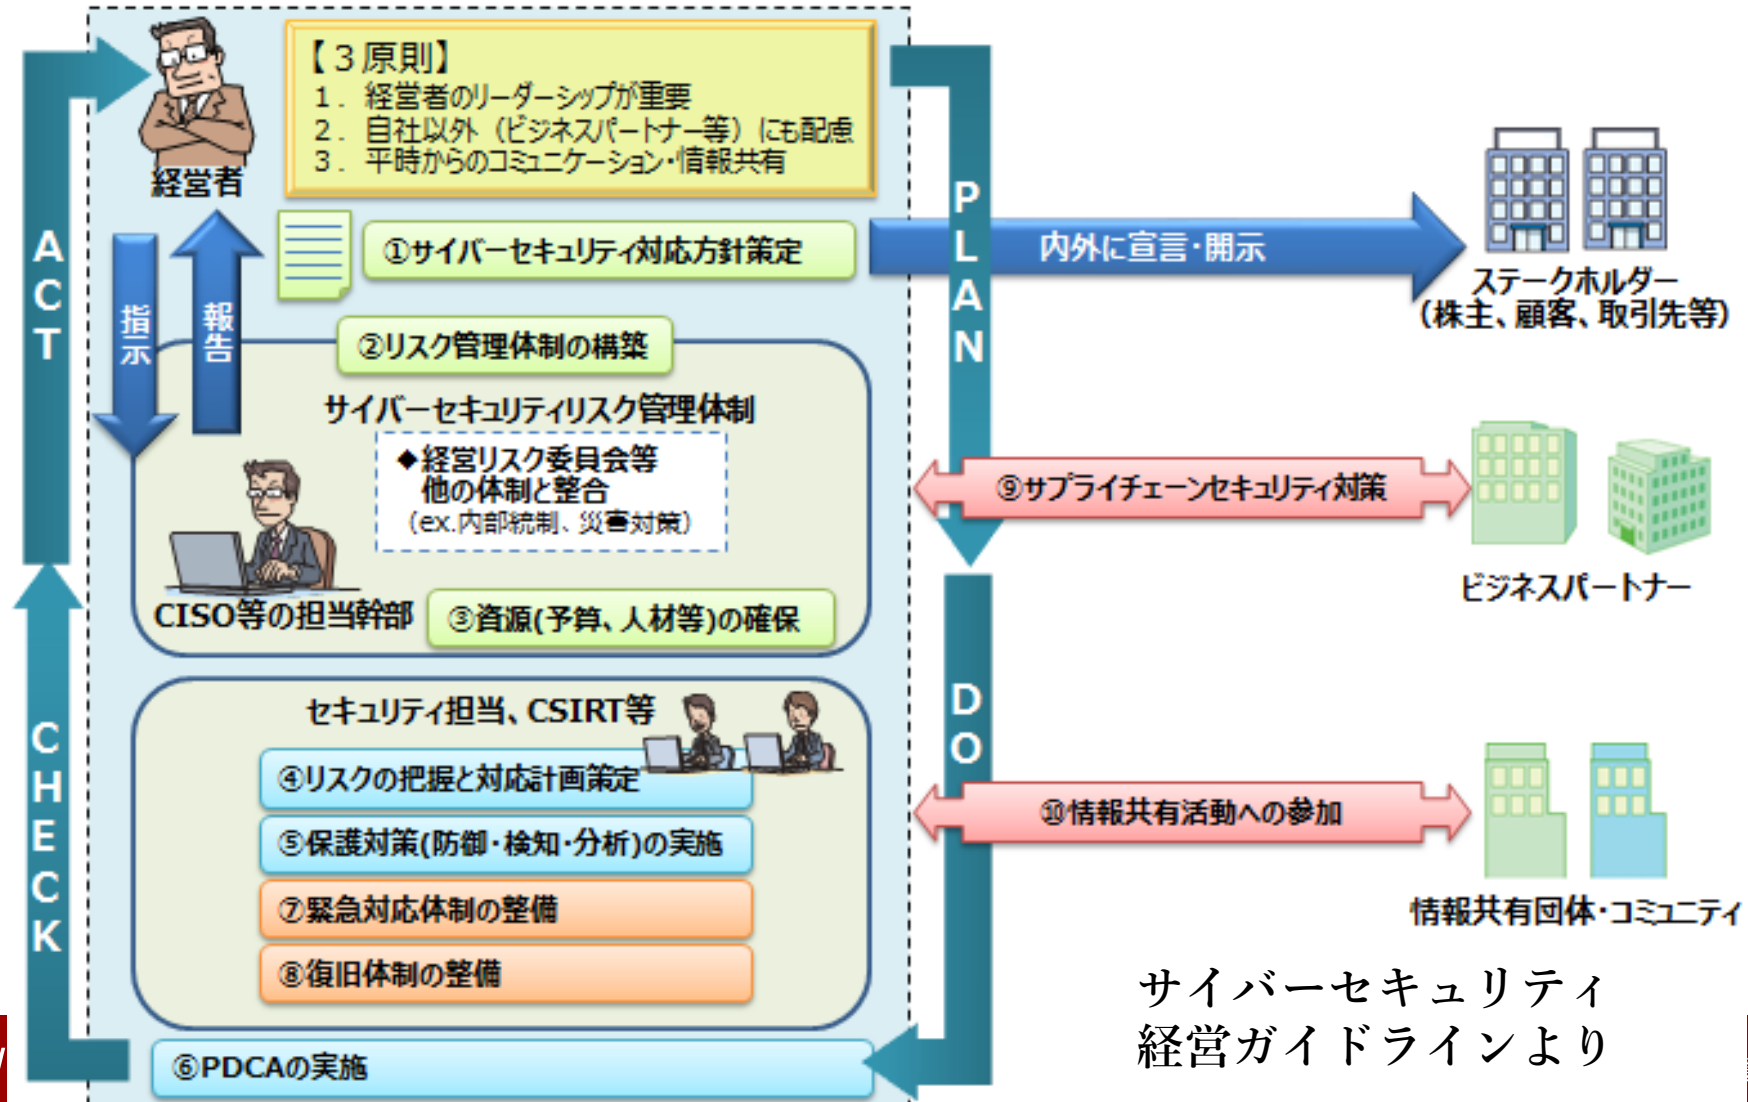 【３原則】
１． 経営者のリーダーシップが重要
２． 自社以外（ビジネスパートナー等）にも配慮
３． 平時からのコミュニケーション・情報共有
経営者
ACT
PLAN
指示
報告
①サイバーセキュリティ対応方針策定
内外に宣言・開示
ステークホルダー
（株主、顧客、取引先等）
②リスク管理体制の構築
サイバーセキュリティリスク管理体制
◆経営リスク委員会等
他の体制と整合
（ex.内部統制、災害対策）
CISO等の担当幹部
③資源(予算、人材等)の確保
⑨サプライチェーンセキュリティ対策
ビジネスパートナー
CHECK
DO
セキュリティ担当、CSIRT等
④リスクの把握と対応計画策定
⑤保護対策(防御・検知・分析)の実施
⑦緊急対応体制の整備
⑧復旧体制の整備
⑩情報共有活動への参加
情報共有団体・コミュニティ
⑥PDCAの実施
サイバーセキュリティ
経営ガイドラインより